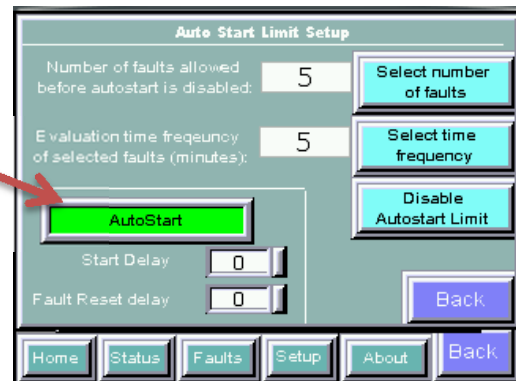 Auto Start Limit Setup
Number of faults allowed
before autostart is disabled:
5
Select number
of faults
Evaluation time freqeuncy
of selected faults (minutes):
5
Select time
frequency
Disable
Autostart Limit
AutoStart
Start Delay
0
Fault Reset delay
0
Back
Home
Status
Faults
Setup
About
Back